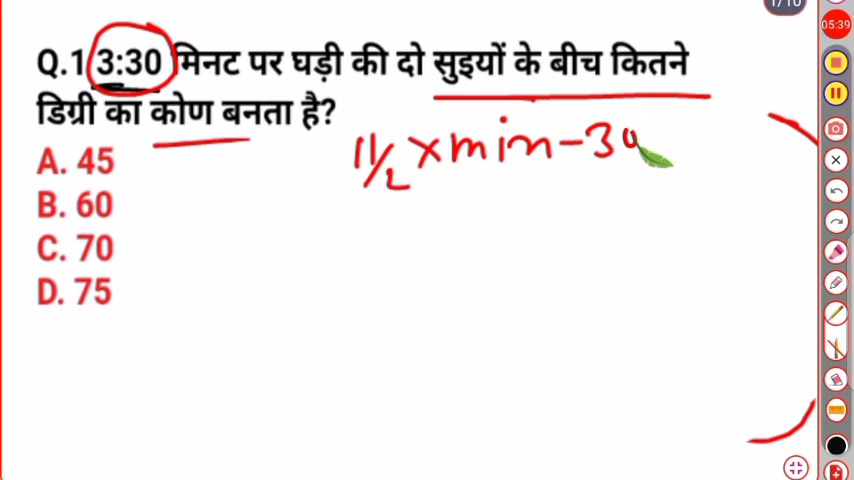 1/10
05:39
Q.1 3:30 मिनट पर घड़ी की दो सुइयों के बीच कितने
डिग्री का कोण बनता है?
11/2 × min - 30
A. 45
B. 60
C. 70
D. 75